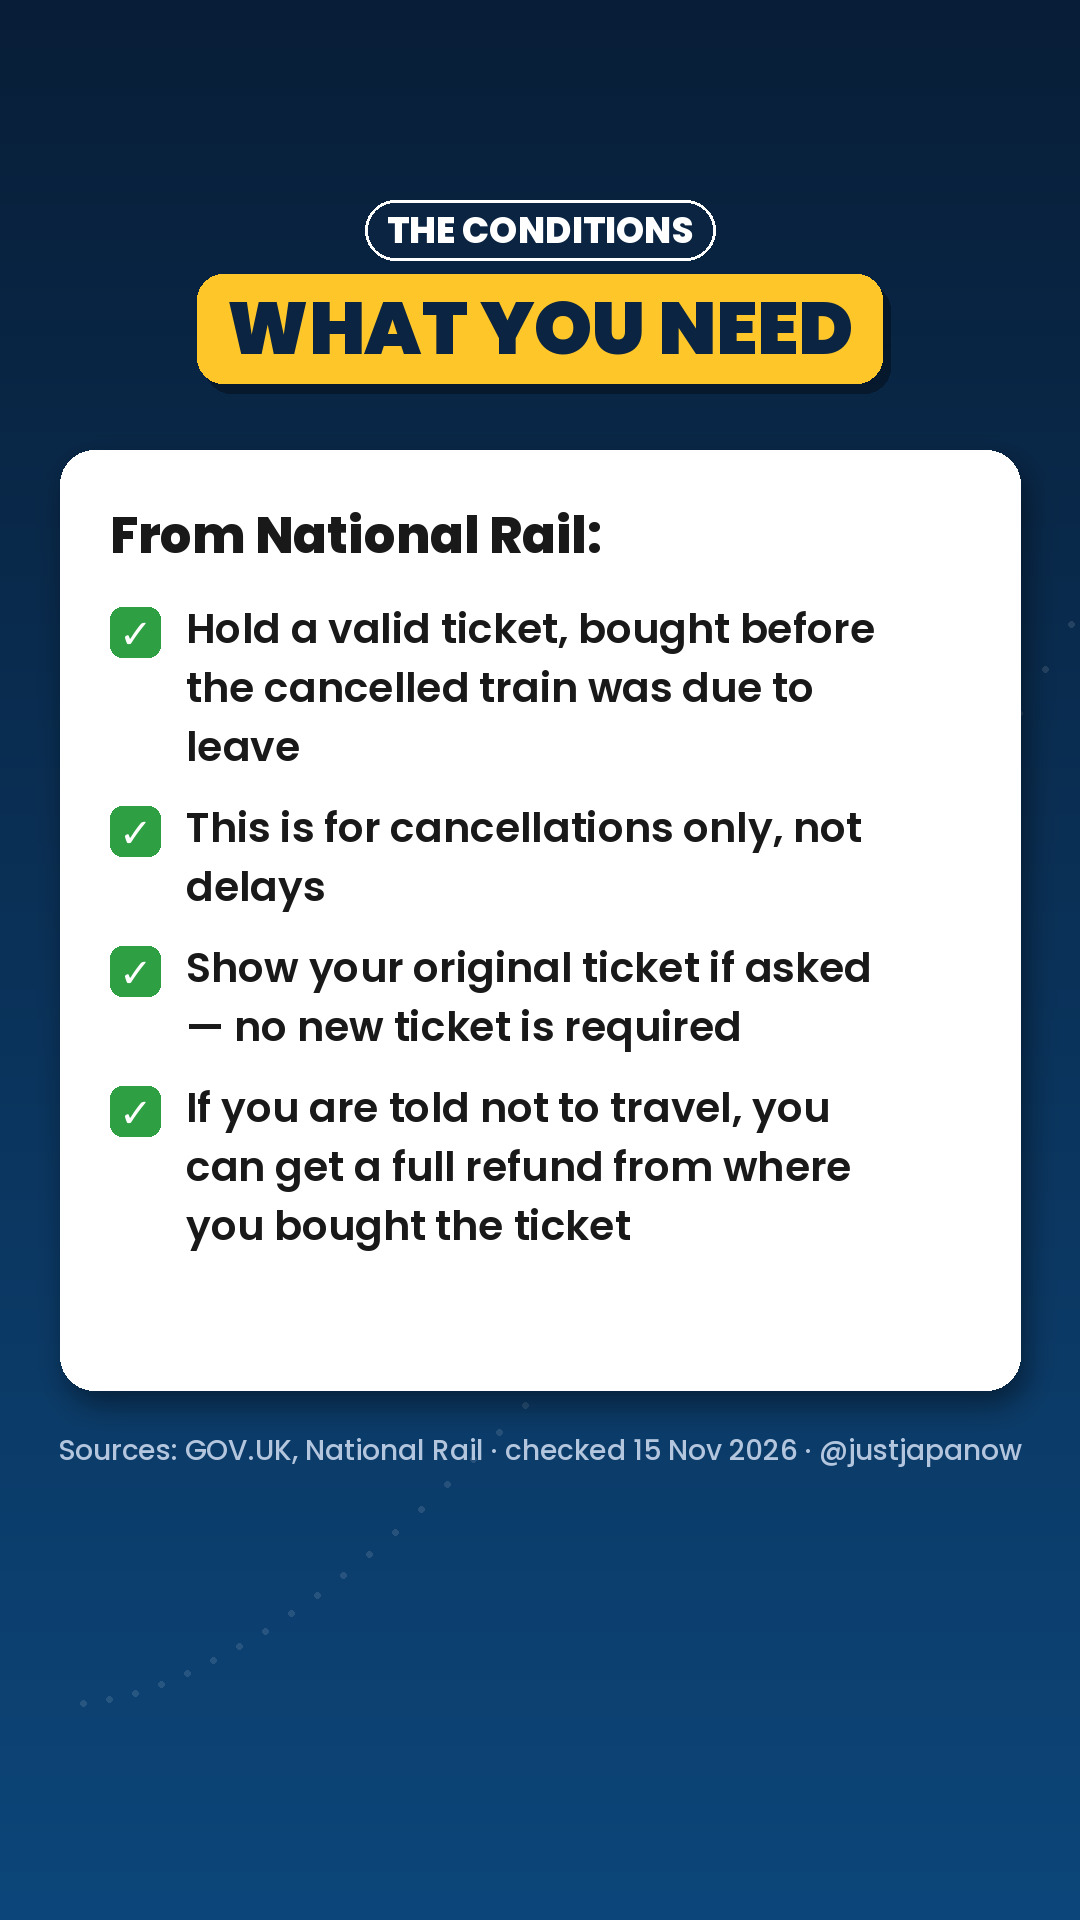 THE CONDITIONS
WHAT YOU NEED
From National Rail:
✓ Hold a valid ticket, bought before
the cancelled train was due to
leave
✓ This is for cancellations only, not
delays
✓ Show your original ticket if asked
— no new ticket is required
✓ If you are told not to travel, you
can get a full refund from where
you bought the ticket
Sources: GOV.UK, National Rail · checked 15 Nov 2026 · @justjapanow